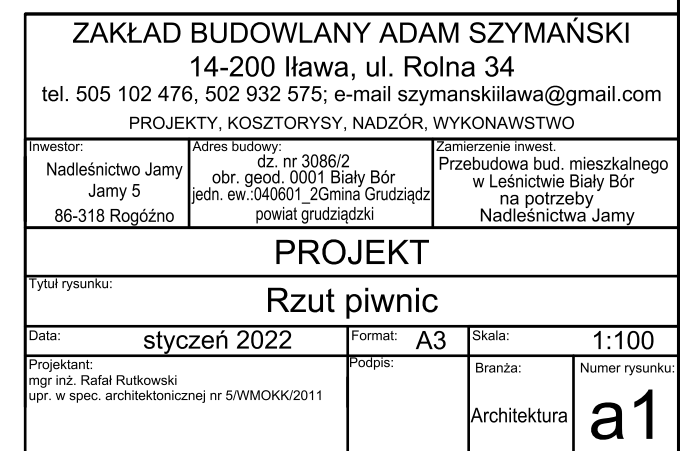 ZAKŁAD BUDOWLANY ADAM SZYMAŃSKI
14-200 Iława, ul. Rolna 34
tel. 505 102 476, 502 932 575; e-mail szymanskiilawa@gmail.com
PROJEKTY, KOSZTORYSY, NADZÓR, WYKONAWSTWO
Inwestor:
Nadleśnictwo Jamy
Jamy 5
86-318 Rogóźno
Adres budowy:
dz. nr 3086/2
obr. geod. 0001 Biały Bór
jedn. ew.:040601_2Gmina Grudziądz
powiat grudziądzki
Zamierzenie inwest.
Przebudowa bud. mieszkalnego
w Leśnictwie Biały Bór
na potrzeby
Nadleśnictwa Jamy
PROJEKT
Tytuł rysunku:
Rzut piwnic
Data:
styczeń 2022
Format:
A3
Skala:
1:100
Projektant:
mgr inż. Rafał Rutkowski
upr. w spec. architektonicznej nr 5/WMOKK/2011
Podpis:
Branża:
Architektura
Numer rysunku:
a1